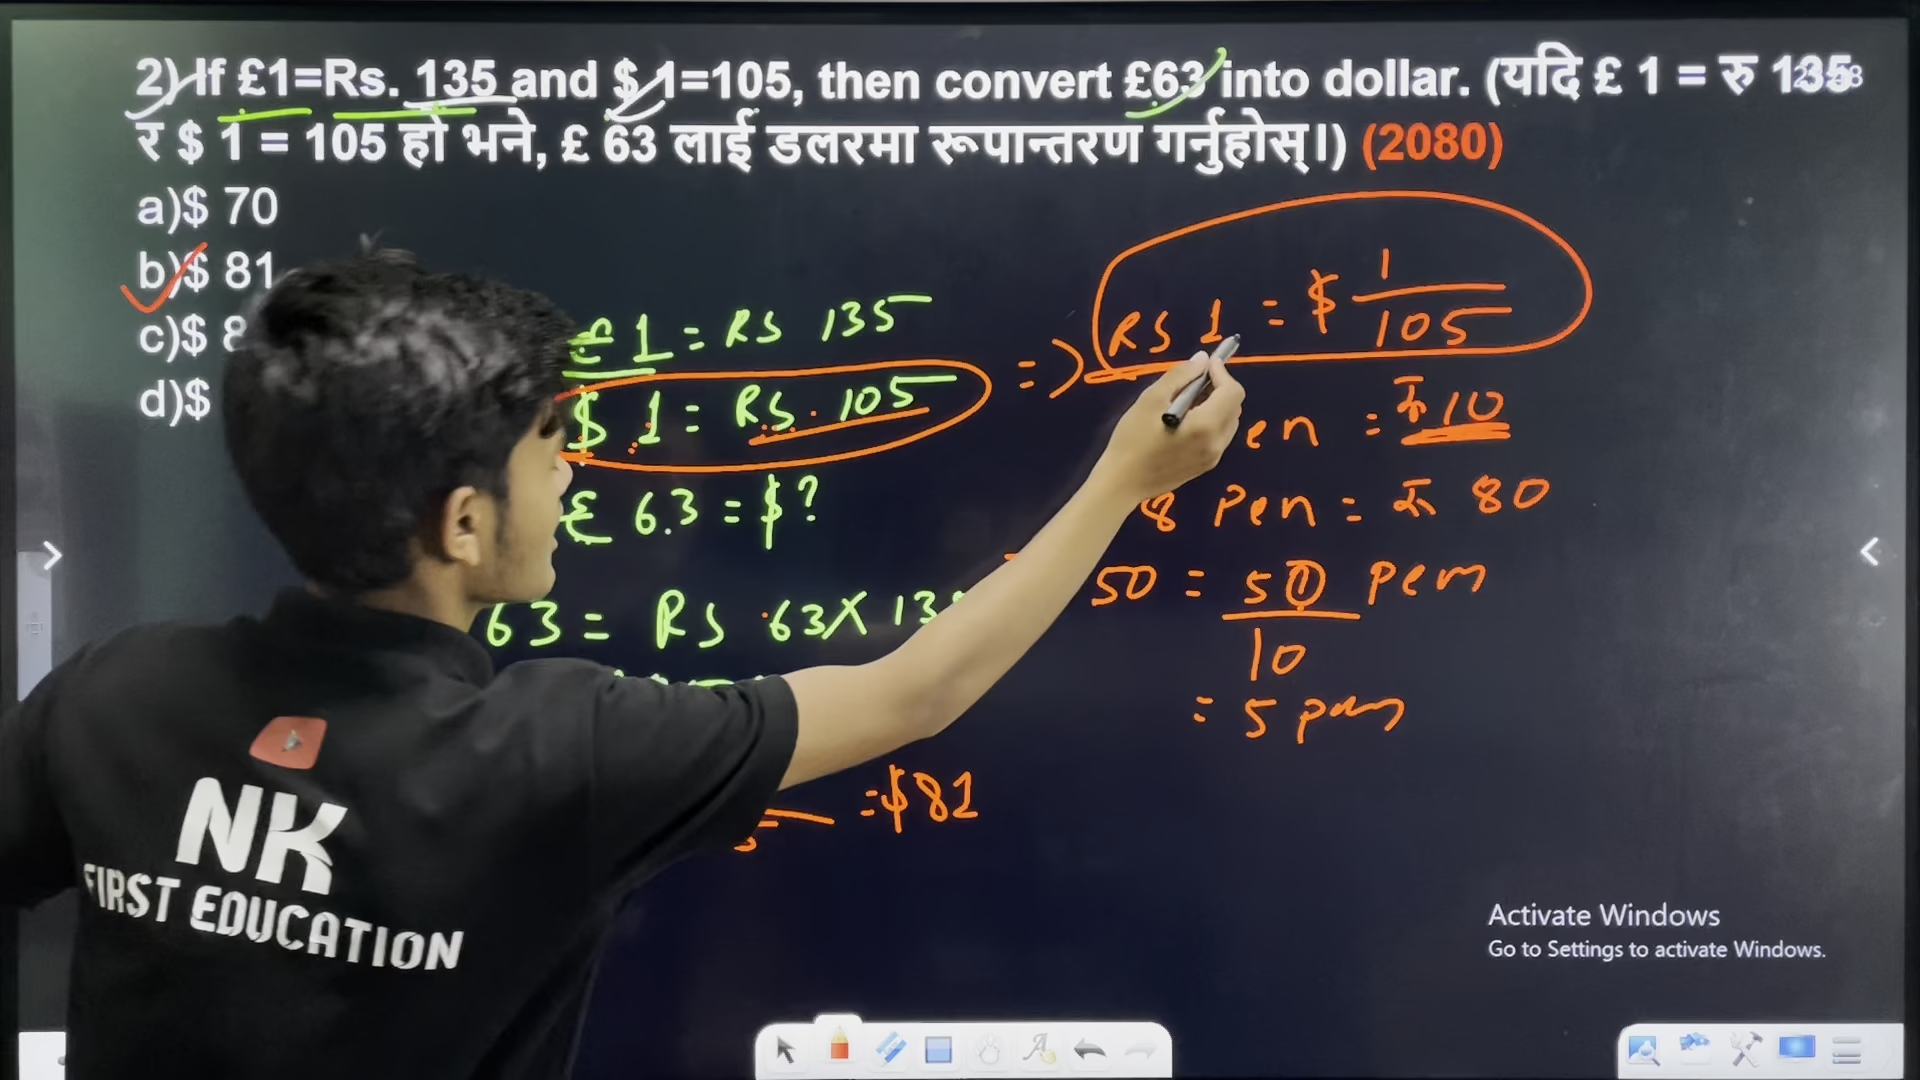 2) If £1=Rs. 135 and $ 1=105, then convert £63 into dollar. (यदि £ 1 = रु 135
र $ 1 = 105 हो भने, £ 63 लाई डलरमा रूपान्तरण गर्नुहोस्।) (2080)
a)$ 70
b)$ 81
c)$ 8
d)$
£ 1 = RS 135
$ 1 = RS. 105
£ 63 = $ ?
63 = RS 63 X 13
= $81
=> RS 1 = $ 1/105
en = रु 10
8 Pen = रु 80
50 = 50 pen
10
= 5 pen
NK
FIRST EDUCATION
Activate Windows
Go to Settings to activate Windows.